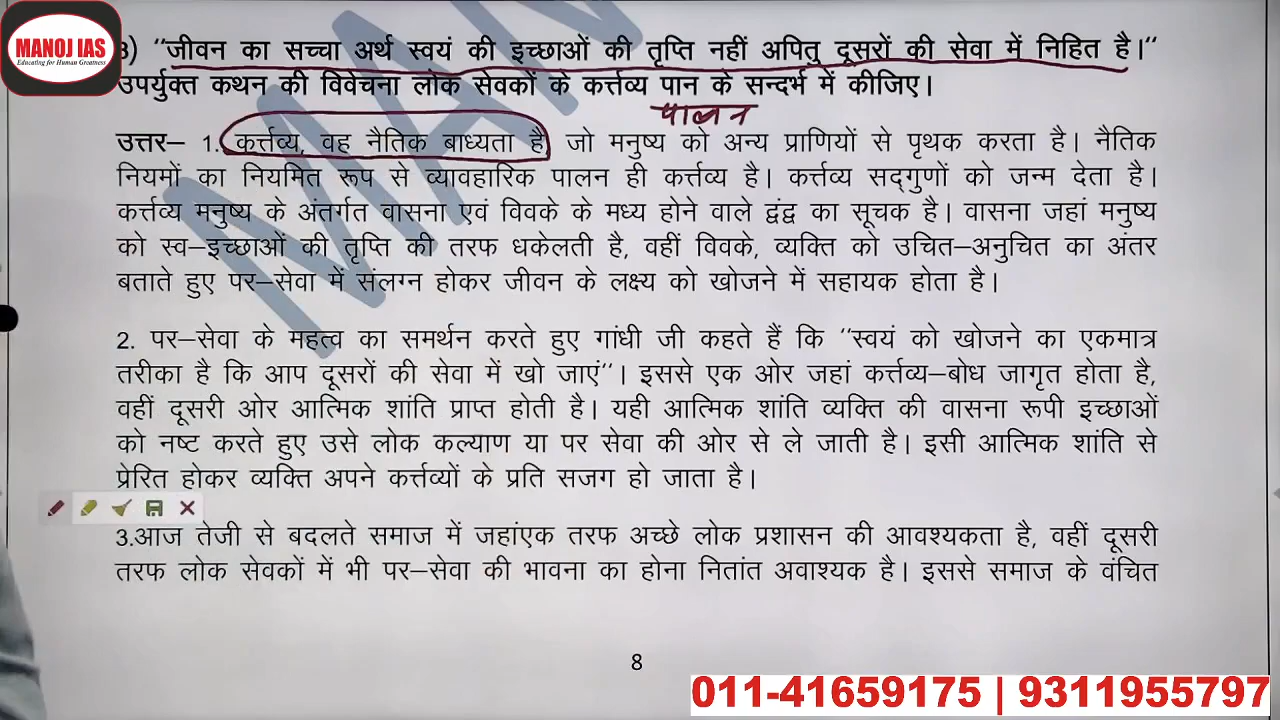 MANOJ IAS
Educating for Human Greatness
3) "जीवन का सच्चा अर्थ स्वयं की इच्छाओं की तृप्ति नहीं अपितु दूसरों की सेवा में निहित है।"
उपर्युक्त कथन की विवेचना लोक सेवकों के कर्त्तव्य पान के सन्दर्भ में कीजिए।
पालन
उत्तर– 1. कर्त्तव्य, वह नैतिक बाध्यता है जो मनुष्य को अन्य प्राणियों से पृथक करता है। नैतिक
नियमों का नियमित रूप से व्यावहारिक पालन ही कर्त्तव्य है। कर्त्तव्य सद्गुणों को जन्म देता है।
कर्त्तव्य मनुष्य के अंतर्गत वासना एवं विवके के मध्य होने वाले द्वंद्व का सूचक है। वासना जहां मनुष्य
को स्व–इच्छाओं की तृप्ति की तरफ धकेलती है, वहीं विवके, व्यक्ति को उचित–अनुचित का अंतर
बताते हुए पर–सेवा में संलग्न होकर जीवन के लक्ष्य को खोजने में सहायक होता है।
2. पर–सेवा के महत्व का समर्थन करते हुए गांधी जी कहते हैं कि "स्वयं को खोजने का एकमात्र
तरीका है कि आप दूसरों की सेवा में खो जाएं"। इससे एक ओर जहां कर्त्तव्य–बोध जागृत होता है,
वहीं दूसरी ओर आत्मिक शांति प्राप्त होती है। यही आत्मिक शांति व्यक्ति की वासना रूपी इच्छाओं
को नष्ट करते हुए उसे लोक कल्याण या पर सेवा की ओर से ले जाती है। इसी आत्मिक शांति से
प्रेरित होकर व्यक्ति अपने कर्त्तव्यों के प्रति सजग हो जाता है।
3.आज तेजी से बदलते समाज में जहांएक तरफ अच्छे लोक प्रशासन की आवश्यकता है, वहीं दूसरी
तरफ लोक सेवकों में भी पर–सेवा की भावना का होना नितांत अवाश्यक है। इससे समाज के वंचित
8
011-41659175 | 9311955797